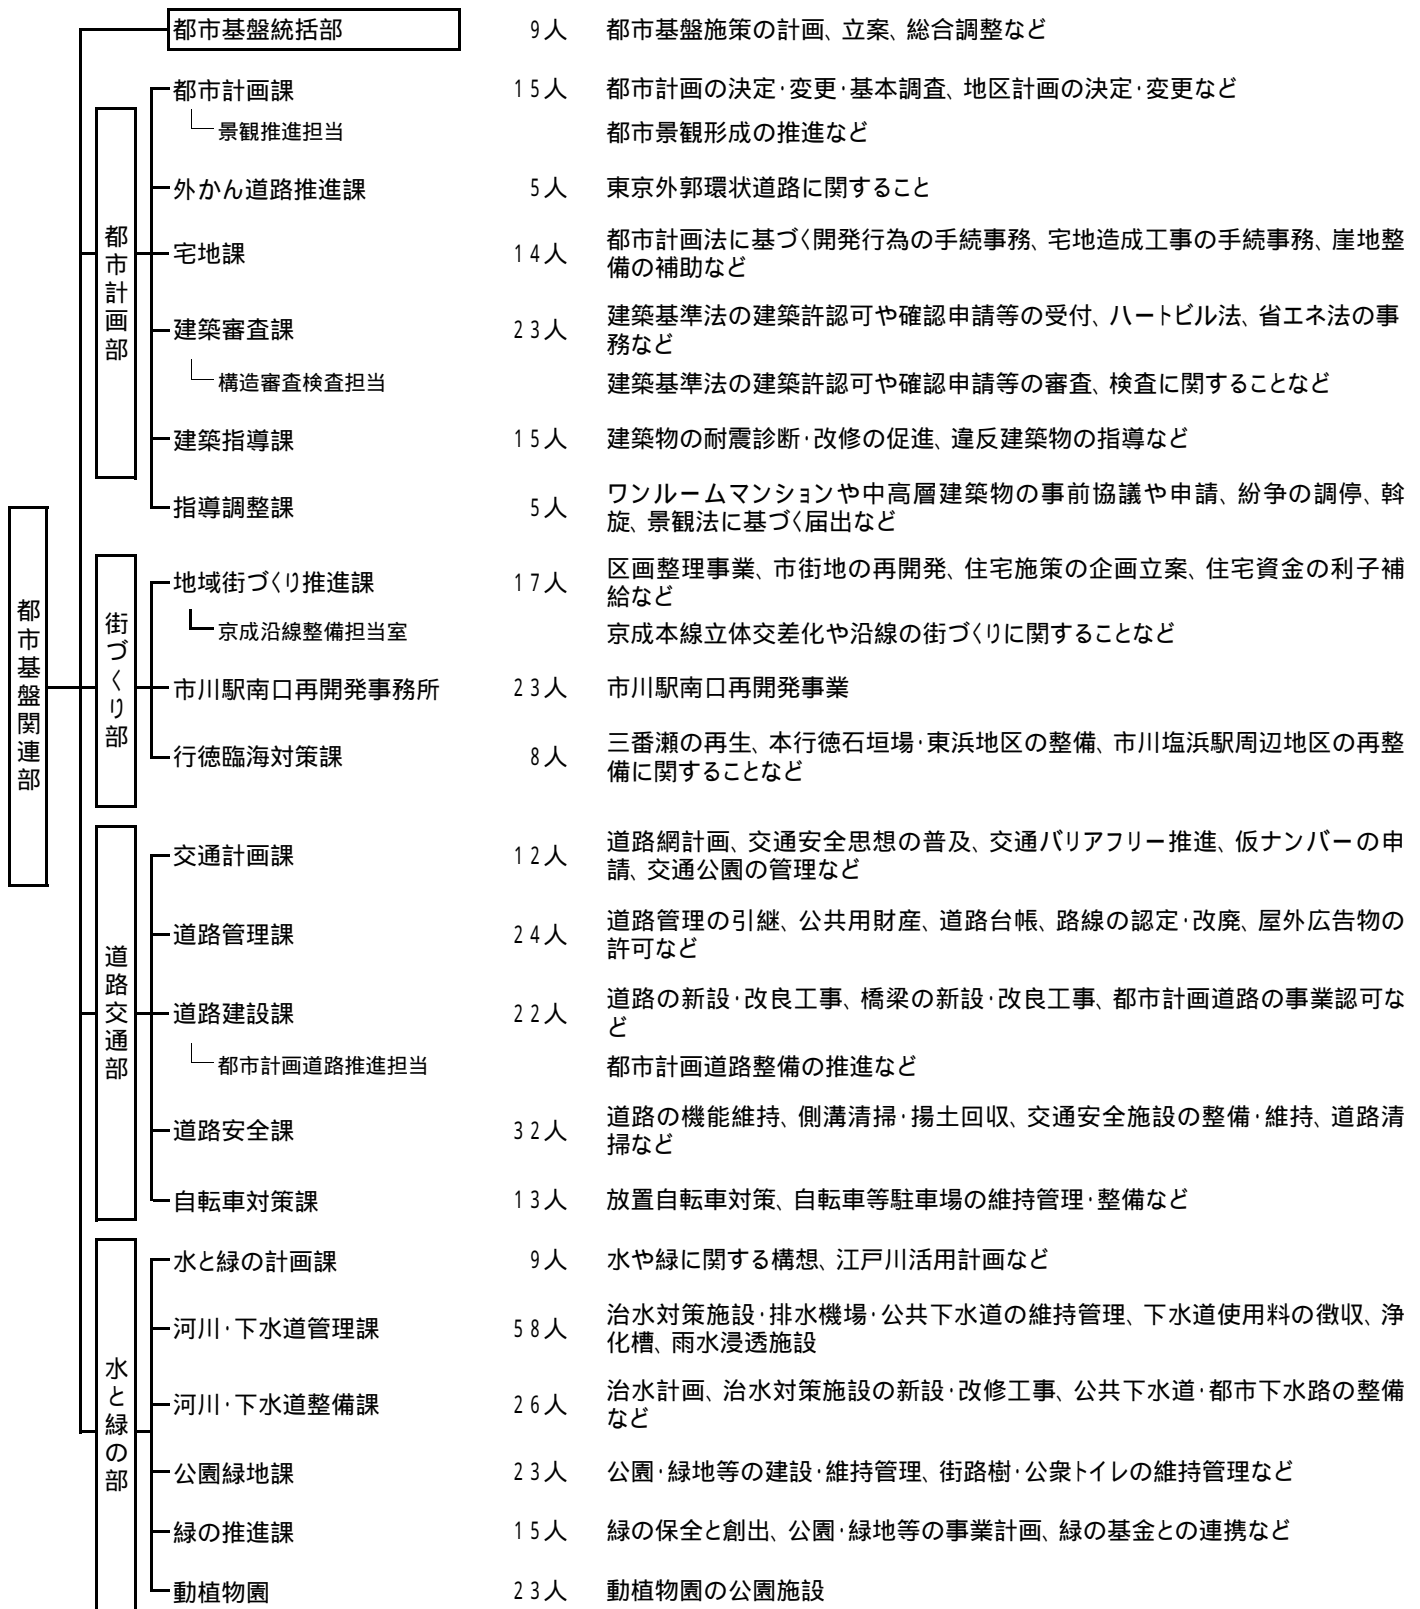 都市基盤関連部
都市基盤統括部 9人 都市基盤施策の計画、立案、総合調整など
都市計画部
都市計画課 15人 都市計画の決定・変更・基本調査、地区計画の決定・変更など
景観推進担当 都市景観形成の推進など
外かん道路推進課 5人 東京外郭環状道路に関すること
宅地課 14人 都市計画法に基づく開発行為の手続事務、宅地造成工事の手続事務、崖地整
備の補助など
建築審査課 23人 建築基準法の建築許認可や確認申請等の受付、ハートビル法、省エネ法の事
務など
構造審査検査担当 建築基準法の建築許認可や確認申請等の審査、検査に関することなど
建築指導課 15人 建築物の耐震診断・改修の促進、違反建築物の指導など
指導調整課 5人 ワンルームマンションや中高層建築物の事前協議や申請、紛争の調停、斡
旋、景観法に基づく届出など
街づくり部
地域街づくり推進課 17人 区画整理事業、市街地の再開発、住宅施策の企画立案、住宅資金の利子補
給など
京成沿線整備担当室 京成本線立体交差化や沿線の街づくりに関することなど
市川駅南口再開発事務所 23人 市川駅南口再開発事業
行徳臨海対策課 8人 三番瀬の再生、本行徳石垣場・東浜地区の整備、市川塩浜駅周辺地区の再整
備に関することなど
道路交通部
交通計画課 12人 道路網計画、交通安全思想の普及、交通バリアフリー推進、仮ナンバーの申
請、交通公園の管理など
道路管理課 24人 道路管理の引継、公共用財産、道路台帳、路線の認定・改廃、屋外広告物の
許可など
道路建設課 22人 道路の新設・改良工事、橋梁の新設・改良工事、都市計画道路の事業認可な
ど
都市計画道路推進担当 都市計画道路整備の推進など
道路安全課 32人 道路の機能維持、側溝清掃・揚土回収、交通安全施設の整備・維持、道路清
掃など
自転車対策課 13人 放置自転車対策、自転車等駐車場の維持管理・整備など
水と緑の部
水と緑の計画課 9人 水や緑に関する構想、江戸川活用計画など
河川・下水道管理課 58人 治水対策施設・排水機場・公共下水道の維持管理、下水道使用料の徴収、浄
化槽、雨水浸透施設
河川・下水道整備課 26人 治水計画、治水対策施設の新設・改修工事、公共下水道・都市下水路の整備
など
公園緑地課 23人 公園・緑地等の建設・維持管理、街路樹・公衆トイレの維持管理など
緑の推進課 15人 緑の保全と創出、公園・緑地等の事業計画、緑の基金との連携など
動植物園 23人 動植物園の公園施設